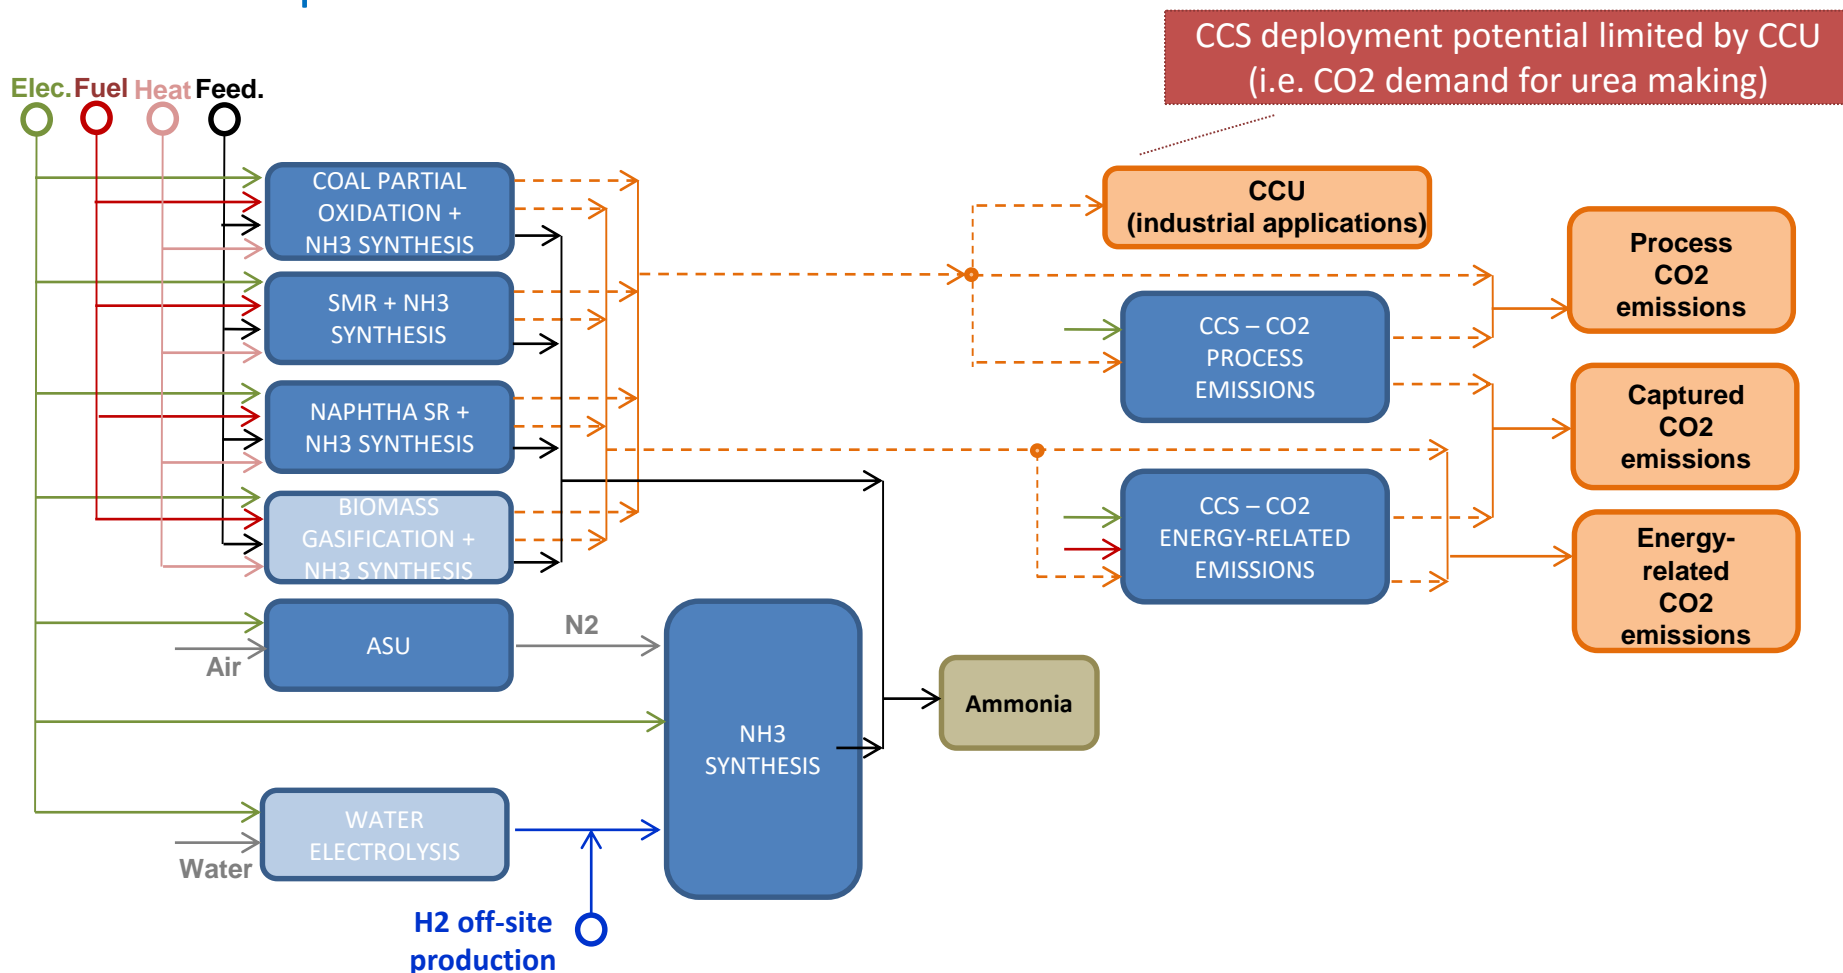 CCS deployment potential limited by CCU
(i.e. CO2 demand for urea making)
Elec. Fuel Heat Feed.
COAL PARTIAL
OXIDATION +
NH3 SYNTHESIS
SMR + NH3
SYNTHESIS
NAPHTHA SR +
NH3 SYNTHESIS
BIOMASS
GASIFICATION +
NH3 SYNTHESIS
ASU
Air
N2
WATER
ELECTROLYSIS
Water
H2 off-site
production
NH3
SYNTHESIS
Ammonia
CCU
(industrial applications)
CCS – CO2
PROCESS
EMISSIONS
CCS – CO2
ENERGY-RELATED
EMISSIONS
Process
CO2
emissions
Captured
CO2
emissions
Energy-
related
CO2
emissions